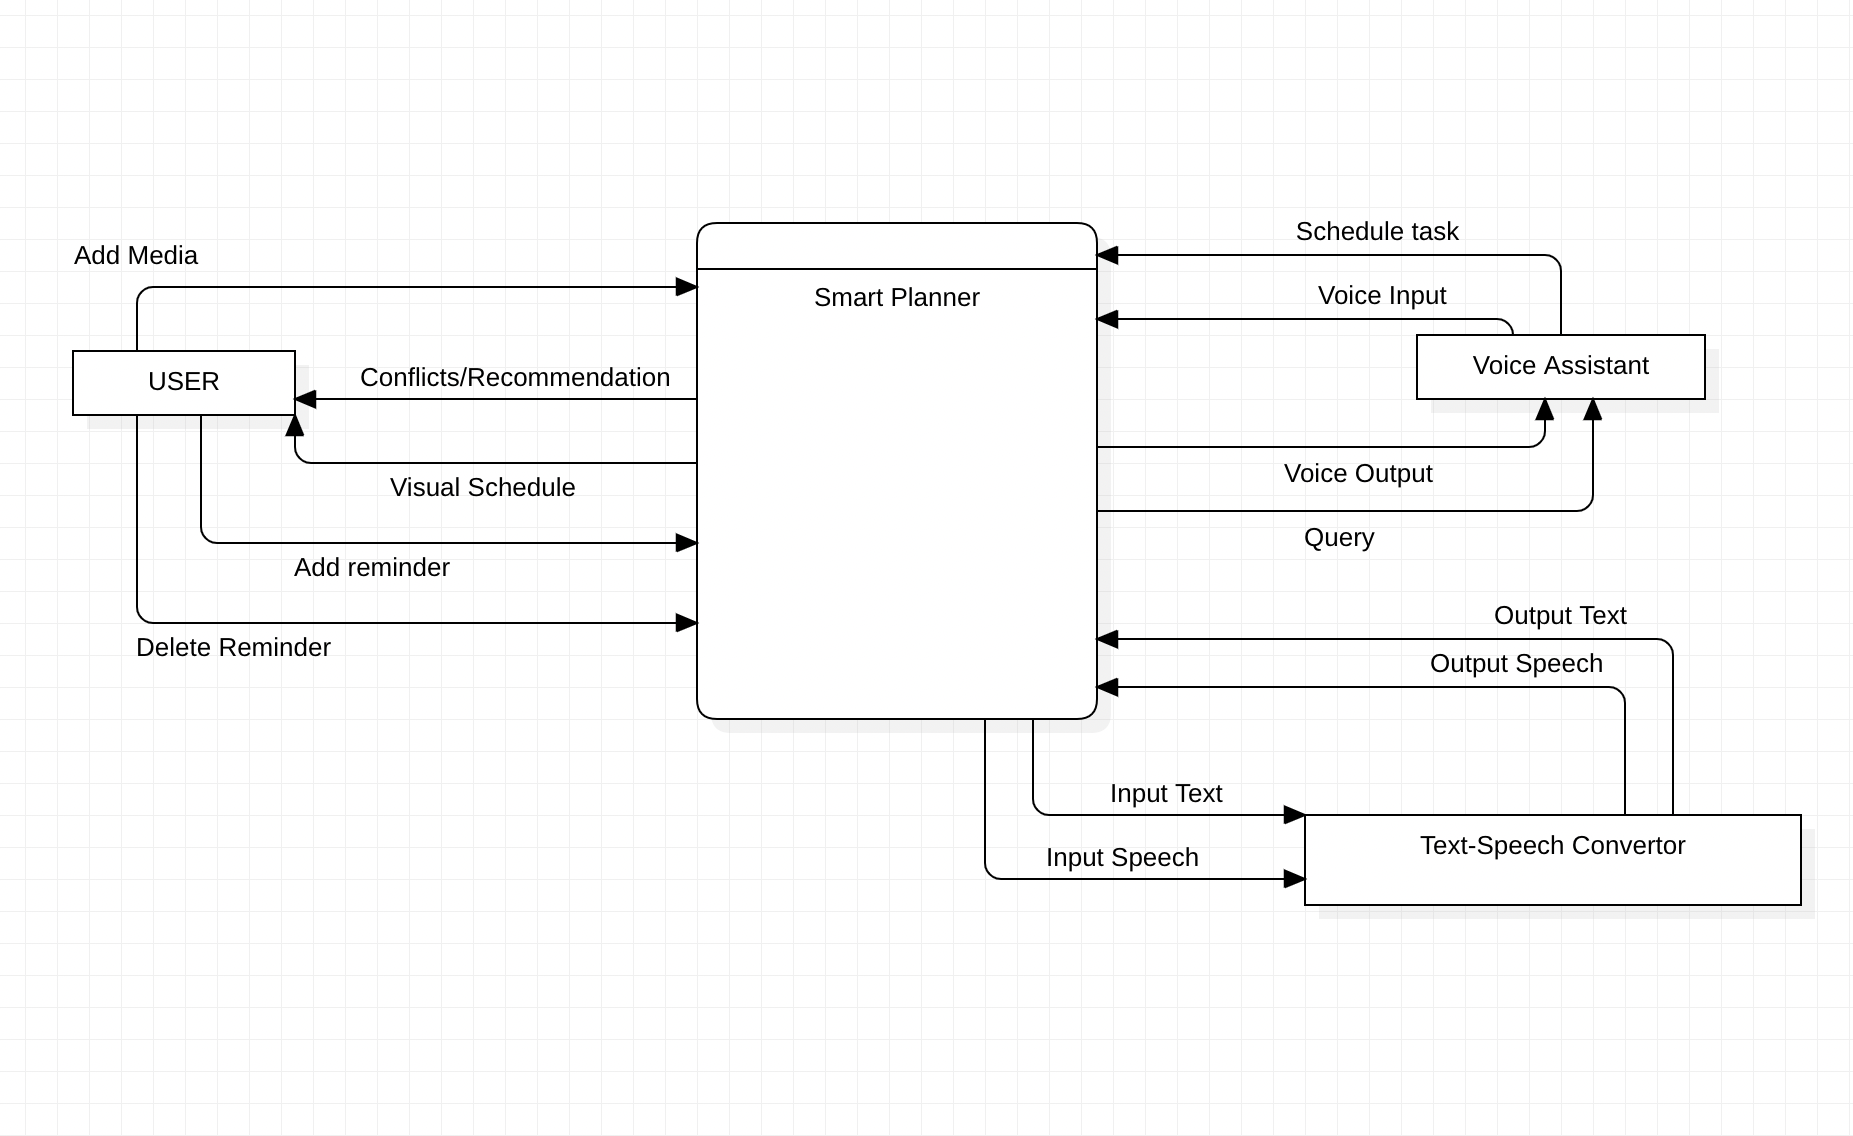 Add Media
USER
Conflicts/Recommendation
Visual Schedule
Add reminder
Delete Reminder
Smart Planner
Schedule task
Voice Input
Voice Assistant
Voice Output
Query
Output Text
Output Speech
Input Text
Input Speech
Text-Speech Convertor